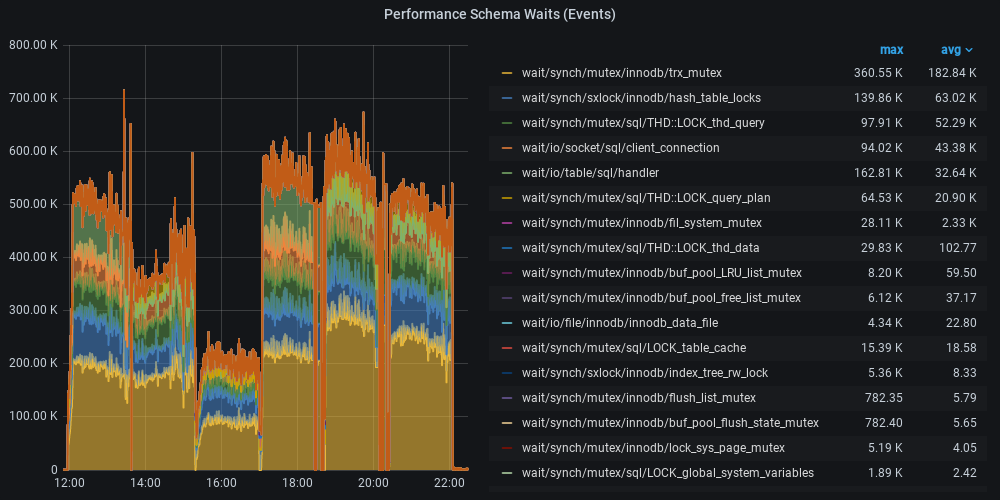 Performance Schema Waits (Events)
800.00 K
700.00 K
600.00 K
500.00 K
400.00 K
300.00 K
200.00 K
100.00 K
0
12:00 14:00 16:00 18:00 20:00 22:00
max avg
wait/synch/mutex/innodb/trx_mutex 360.55 K 182.84 K
wait/synch/sxlock/innodb/hash_table_locks 139.86 K 63.02 K
wait/synch/mutex/sql/THD::LOCK_thd_query 97.91 K 52.29 K
wait/io/socket/sql/client_connection 94.02 K 43.38 K
wait/io/table/sql/handler 162.81 K 32.64 K
wait/synch/mutex/sql/THD::LOCK_query_plan 64.53 K 20.90 K
wait/synch/mutex/innodb/fil_system_mutex 28.11 K 2.33 K
wait/synch/mutex/sql/THD::LOCK_thd_data 29.83 K 102.77
wait/synch/mutex/innodb/buf_pool_LRU_list_mutex 8.20 K 59.50
wait/synch/mutex/innodb/buf_pool_free_list_mutex 6.12 K 37.17
wait/io/file/innodb/innodb_data_file 4.34 K 22.80
wait/synch/mutex/sql/LOCK_table_cache 15.39 K 18.58
wait/synch/sxlock/innodb/index_tree_rw_lock 5.36 K 8.33
wait/synch/mutex/innodb/flush_list_mutex 782.35 5.79
wait/synch/mutex/innodb/buf_pool_flush_state_mutex 782.40 5.65
wait/synch/mutex/innodb/lock_sys_page_mutex 5.19 K 4.05
wait/synch/mutex/sql/LOCK_global_system_variables 1.89 K 2.42